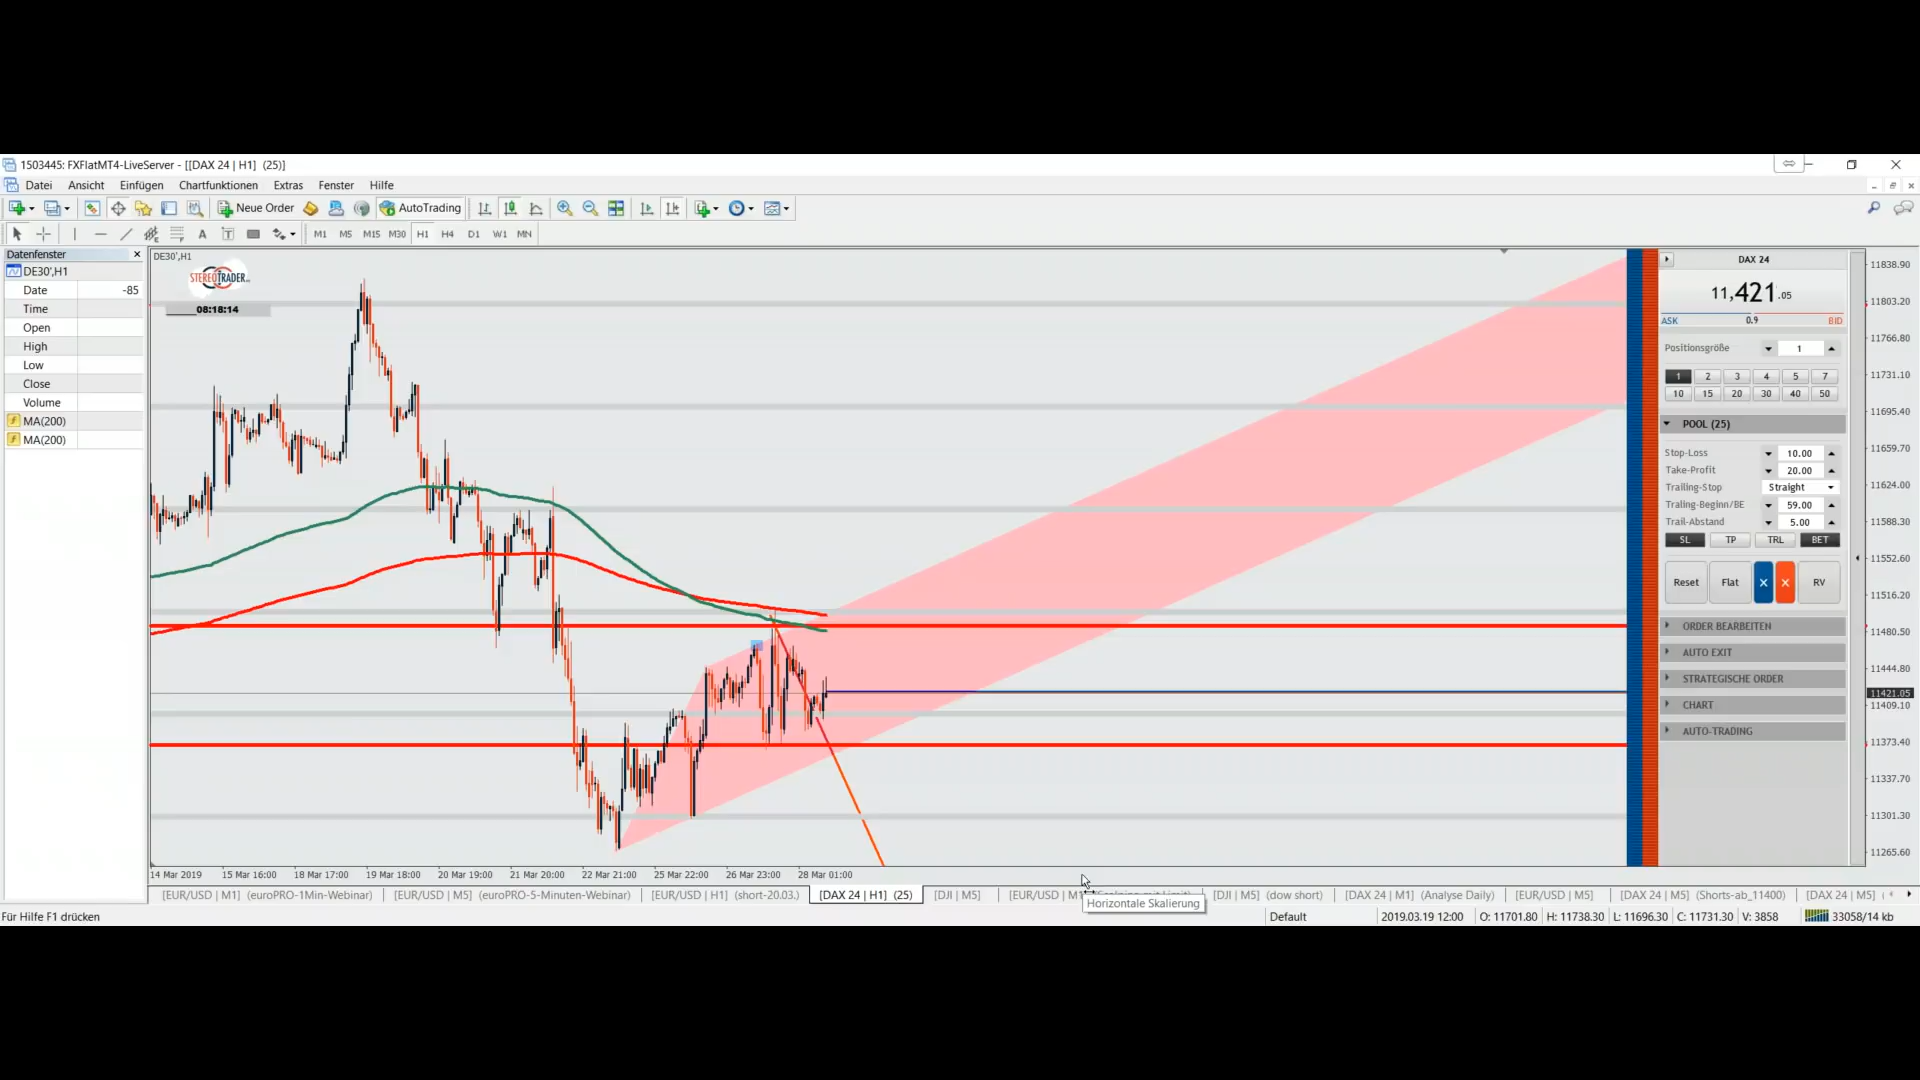 1503445: FXFlatMT4-LiveServer - [[DAX 24 | H1] (25)]
Datei Ansicht Einfügen Chartfunktionen Extras Fenster Hilfe
Neue Order AutoTrading
A T M1 M5 M15 M30 H1 H4 D1 W1 MN
Datenfenster
DE30',H1
Date -85
Time
Open
High
Low
Close
Volume
MA(200)
MA(200)
DE30',H1
STEREOTRADER
08:18:14
DAX 24
11,421.05
ASK 0.9 BID
Positionsgröße 1
1 2 3 4 5 7
10 15 20 30 40 50
POOL (25)
Stop-Loss 10.00
Take-Profit 20.00
Trailing-Stop Straight
Traling-Beginn/BE 59.00
Trail-Abstand 5.00
SL TP TRL BET
Reset Flat X X RV
ORDER BEARBEITEN
AUTO EXIT
STRATEGISCHE ORDER
CHART
AUTO-TRADING
11838.90
11803.20
11766.80
11731.10
11695.40
11659.70
11624.00
11588.30
11552.60
11516.20
11480.50
11444.80
11421.05
11409.10
11373.40
11337.70
11301.30
11265.60
14 Mar 2019 15 Mar 16:00 18 Mar 17:00 19 Mar 18:00 20 Mar 19:00 21 Mar 20:00 22 Mar 21:00 25 Mar 22:00 26 Mar 23:00 28 Mar 01:00
[EUR/USD | M1] (euroPRO-1Min-Webinar) [EUR/USD | M5] (euroPRO-5-Minuten-Webinar) [EUR/USD | H1] (short-20.03.) [DAX 24 | H1] (25) [DJI | M5] [EUR/USD | M1] [DJI | M5] (dow short) [DAX 24 | M1] (Analyse Daily) [EUR/USD | M5] [DAX 24 | M5] (Shorts-ab_11400) [DAX 24 | M5] (
Horizontale Skalierung
Für Hilfe F1 drücken Default 2019.03.19 12:00 O: 11701.80 H: 11738.30 L: 11696.30 C: 11731.30 V: 3858 33058/14 kb